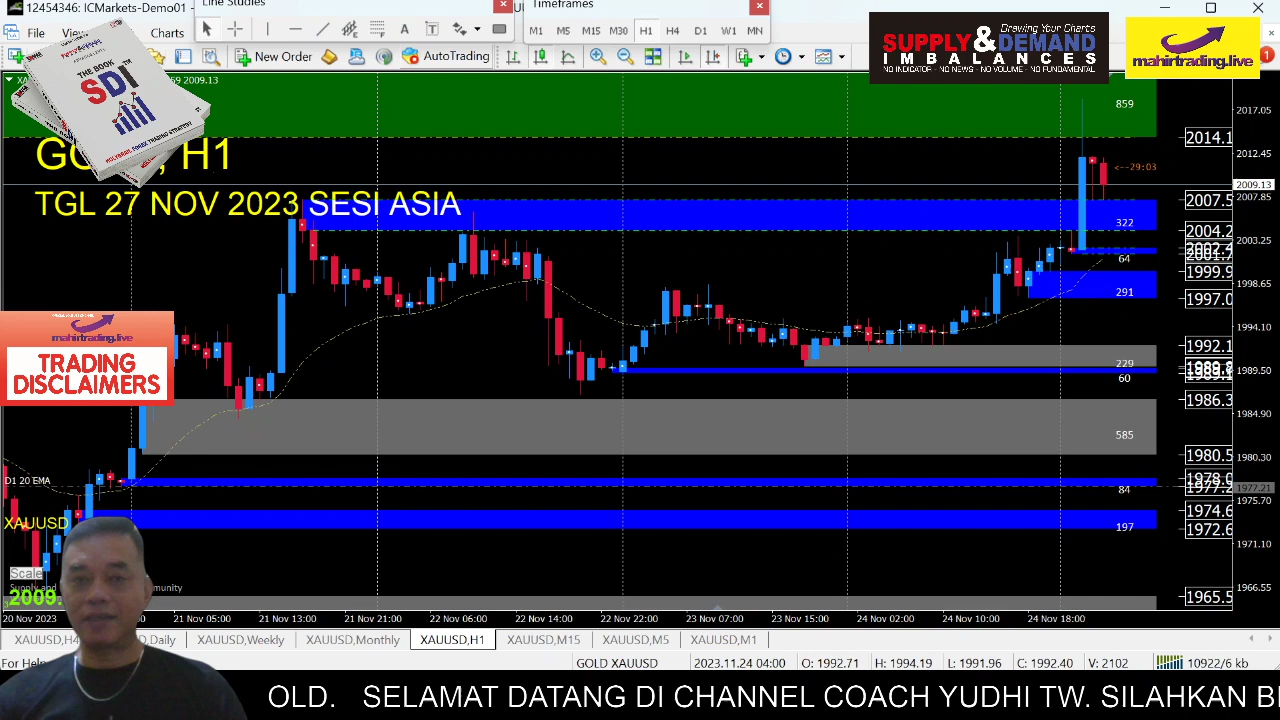 12454346: ICMarkets-Demo01
Line Studies
Timeframes
File
Charts
M1 M5 M15 M30 H1 H4 D1 W1 MN
New Order
AutoTrading
Drawing Your Charts
SUPPLY&DEMAND
IMBALANCES
NO INDICATOR - NO NEWS - NO VOLUME - NO FUNDAMENTAL
mahirtrading.live
1
THE BOOK
SDI
TM
2009.13
H1
TGL 27 NOV 2023 SESI ASIA
859
<--29:03
322
64
291
229
60
585
84
197
2014.1
2007.5
2004.2
1999.9
1997.0
1992.1
1986.3
1980.5
1974.6
1972.6
1965.5
2017.05
2012.45
2009.13
2007.85
2003.25
1998.65
1994.10
1989.50
1984.90
1980.30
1977.21
1975.70
1971.10
1966.55
mahirtrading.live
TRADING
DISCLAIMERS
D1 20 EMA
XAUUSD
Scale
2009.
20 Nov 2023
21 Nov 05:00
21 Nov 13:00
21 Nov 21:00
22 Nov 06:00
22 Nov 14:00
22 Nov 22:00
23 Nov 07:00
23 Nov 15:00
24 Nov 02:00
24 Nov 10:00
24 Nov 18:00
XAUUSD,H4
Daily
XAUUSD,Weekly
XAUUSD,Monthly
XAUUSD,H1
XAUUSD,M15
XAUUSD,M5
XAUUSD,M1
For Help
GOLD XAUUSD
2023.11.24 04:00
O: 1992.71
H: 1994.19
L: 1991.96
C: 1992.40
V: 2102
10922/6 kb
OLD. SELAMAT DATANG DI CHANNEL COACH YUDHI TW. SILAHKAN